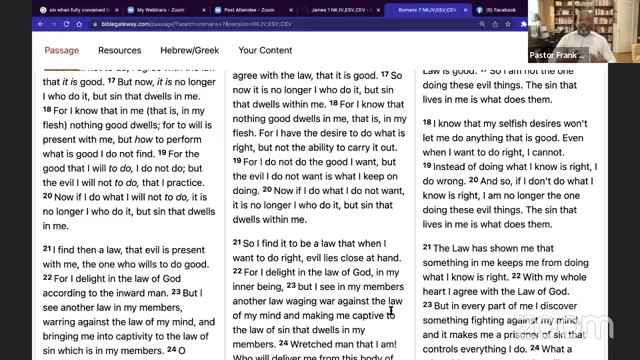 sin when fully conceived b
My Webinars - Zoom
Post Attendee - Zoom
James 1 NKJV,ESV,CEV
Romans 7 NKJV,ESV,CEV
Facebook
biblegateway.com/passage/?search=romans+7&version=NKJV,ESV,CEV
Passage
Resources
Hebrew/Greek
Your Content
Pastor Frank
that it is good. 17 But now, it is no longer
I who do it, but sin that dwells in me.
18 For I know that in me (that is, in my
flesh) nothing good dwells; for to will is
present with me, but how to perform
what is good I do not find. 19 For the
good that I will to do, I do not do; but
the evil I will not to do, that I practice.
20 Now if I do what I will not to do, it is
no longer I who do it, but sin that dwells
in me.
21 I find then a law, that evil is present
with me, the one who wills to do good.
22 For I delight in the law of God
according to the inward man. 23 But I
see another law in my members,
warring against the law of my mind, and
bringing me into captivity to the law of
sin which is in my members. 24 O
agree with the law, that it is good. 17 So
now it is no longer I who do it, but sin
that dwells within me. 18 For I know that
nothing good dwells in me, that is, in my
flesh. For I have the desire to do what is
right, but not the ability to carry it out.
19 For I do not do the good I want, but
the evil I do not want is what I keep on
doing. 20 Now if I do what I do not want,
it is no longer I who do it, but sin that
dwells within me.
21 So I find it to be a law that when I
want to do right, evil lies close at hand.
22 For I delight in the law of God, in my
inner being, 23 but I see in my members
another law waging war against the law
of my mind and making me captive to
the law of sin that dwells in my
members. 24 Wretched man that I am!
Who will deliver me from this body of
Law is good. 17 So I am not the one
doing these evil things. The sin that
lives in me is what does them.
18 I know that my selfish desires won't
let me do anything that is good. Even
when I want to do right, I cannot.
19 Instead of doing what I know is right, I
do wrong. 20 And so, if I don't do what I
know is right, I am no longer the one
doing these evil things. The sin that
lives in me is what does them.
21 The Law has shown me that
something in me keeps me from doing
what I know is right. 22 With my whole
heart I agree with the Law of God.
23 But in every part of me I discover
something fighting against my mind,
and it makes me a prisoner of sin that
controls everything I do. 24 What a
zoom